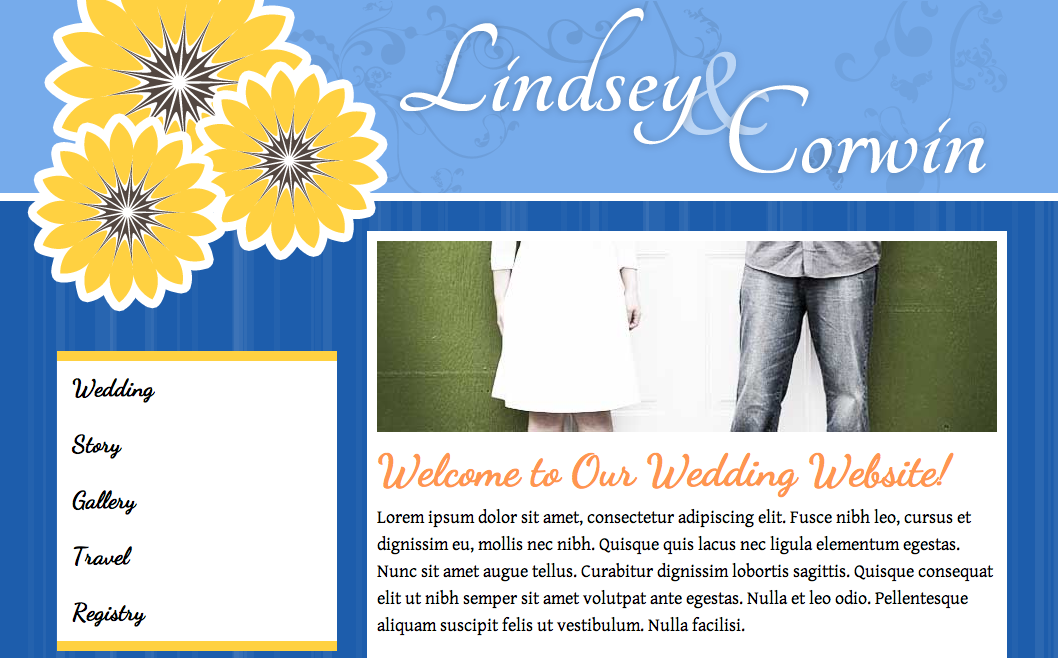 Lindsey &
Corwin
Wedding
Story
Gallery
Travel
Registry
Welcome to Our Wedding Website!
Lorem ipsum dolor sit amet, consectetur adipiscing elit. Fusce nibh leo, cursus et
dignissim eu, mollis nec nibh. Quisque quis lacus nec ligula elementum egestas.
Nunc sit amet augue tellus. Curabitur dignissim lobortis sagittis. Quisque consequat
elit ut nibh semper sit amet volutpat ante egestas. Nulla et leo odio. Pellentesque
aliquam suscipit felis ut vestibulum. Nulla facilisi.